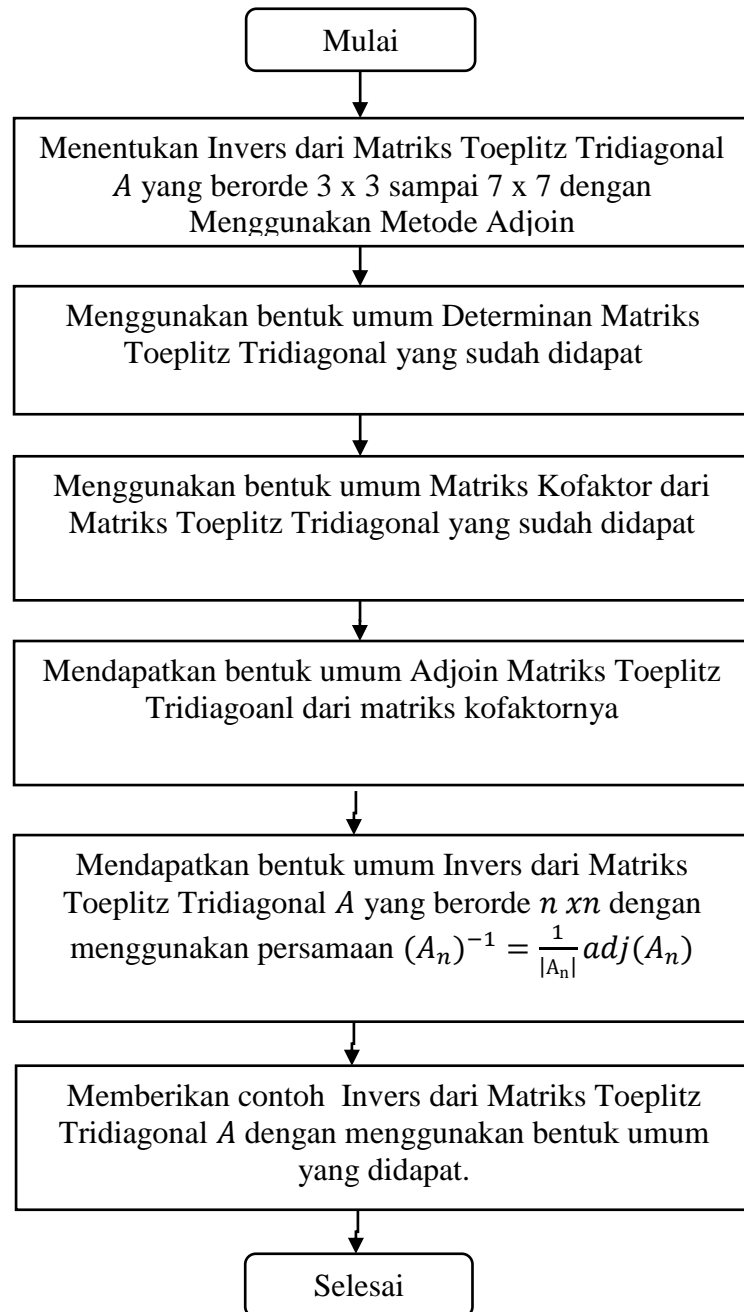 Mulai
Menentukan Invers dari Matriks Toeplitz Tridiagonal
A yang berorde 3 x 3 sampai 7 x 7 dengan
Menggunakan Metode Adjoin
Menggunakan bentuk umum Determinan Matriks
Toeplitz Tridiagonal yang sudah didapat
Menggunakan bentuk umum Matriks Kofaktor dari
Matriks Toeplitz Tridiagonal yang sudah didapat
Mendapatkan bentuk umum Adjoin Matriks Toeplitz
Tridiagoanl dari matriks kofaktornya
Mendapatkan bentuk umum Invers dari Matriks
Toeplitz Tridiagonal A yang berorde n xn dengan
menggunakan persamaan (Aₙ)⁻¹ = 1/|Aₙ| adj(Aₙ)
Memberikan contoh Invers dari Matriks Toeplitz
Tridiagonal A dengan menggunakan bentuk umum
yang didapat.
Selesai